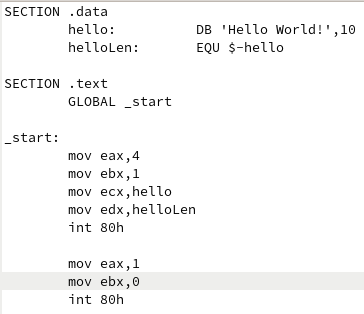 SECTION .data
hello: DB 'Hello World!',10
helloLen: EQU $-hello
SECTION .text
GLOBAL _start
_start:
mov eax,4
mov ebx,1
mov ecx,hello
mov edx,helloLen
int 80h
mov eax,1
mov ebx,0
int 80h